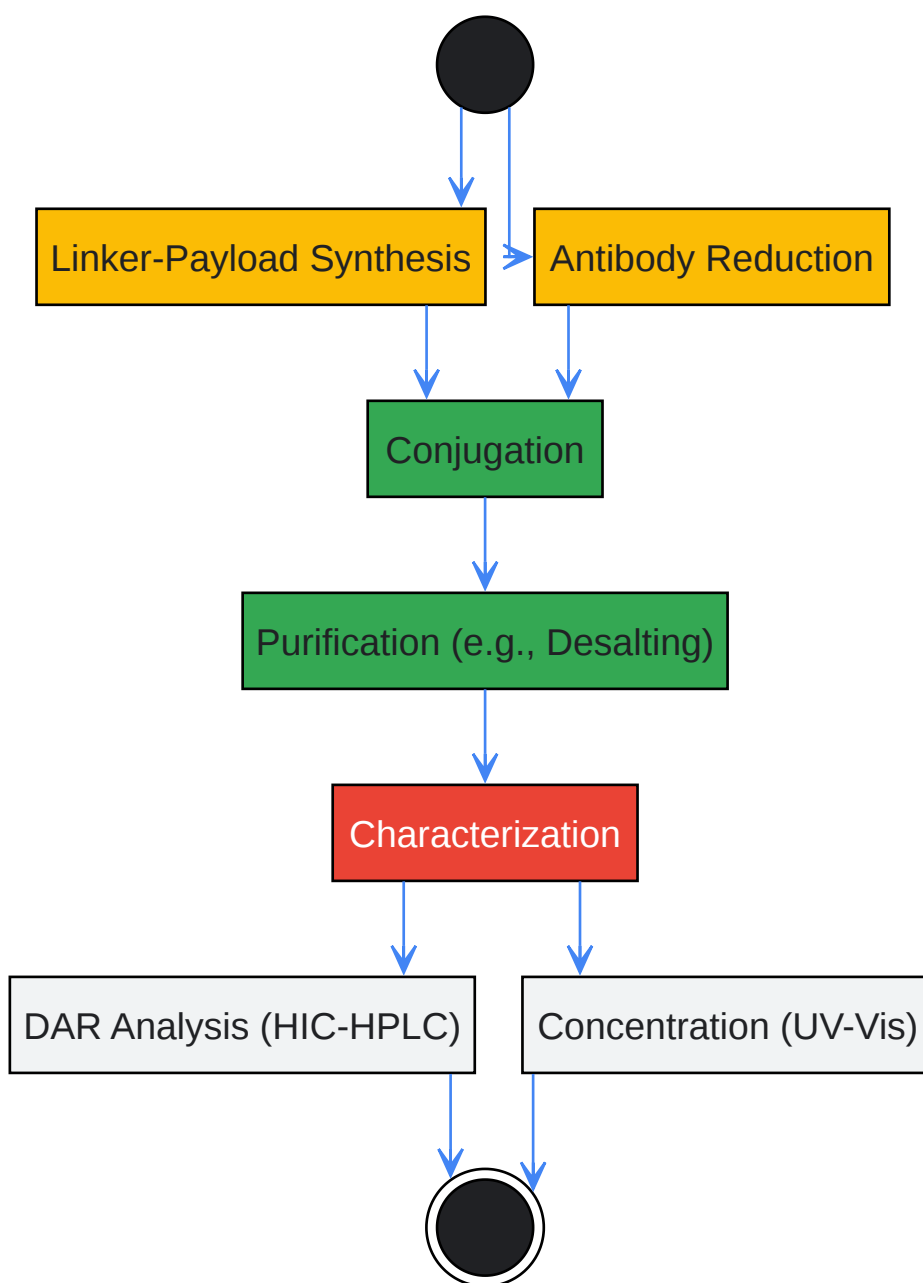 Linker-Payload Synthesis
Antibody Reduction
Conjugation
Purification (e.g., Desalting)
Characterization
DAR Analysis (HIC-HPLC)
Concentration (UV-Vis)